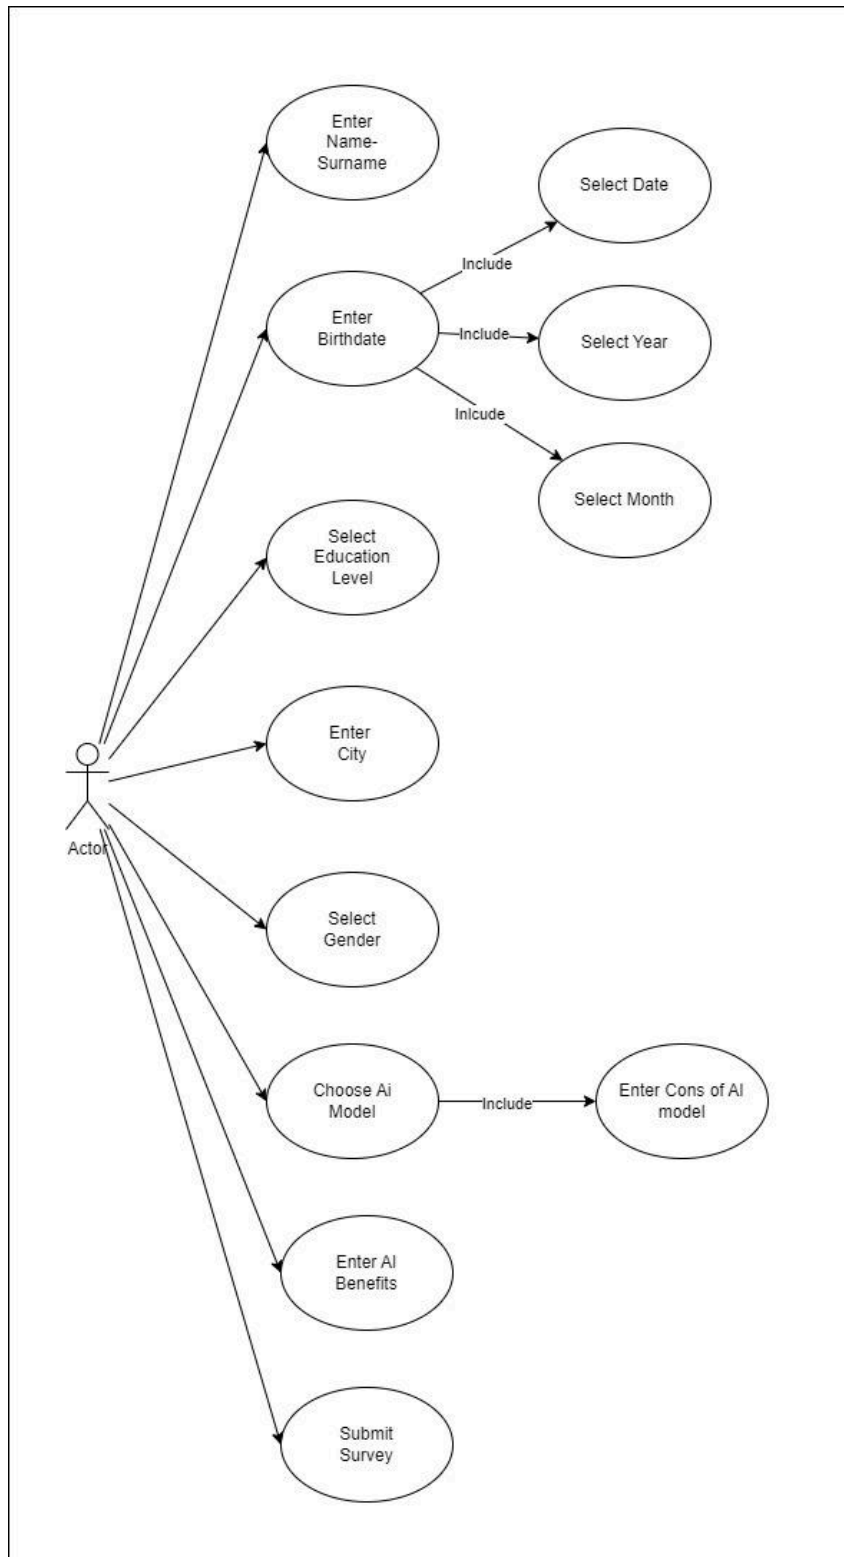 Enter
Name-
Surname
Select Date
Include
Enter
Birthdate
Include
Select Year
Inlcude
Select Month
Select
Education
Level
Enter
City
Actor
Select
Gender
Choose Ai
Model
Include
Enter Cons of AI
model
Enter AI
Benefits
Submit
Survey